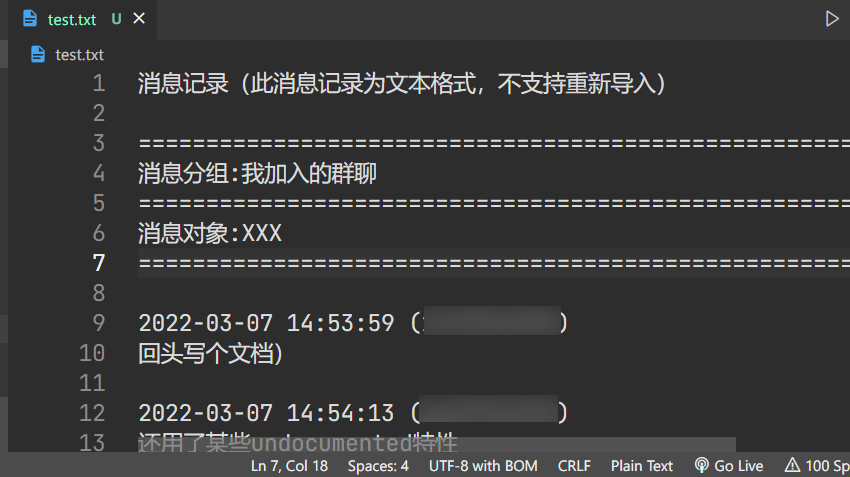 test.txt U
test.txt
1 消息记录（此消息记录为文本格式，不支持重新导入）
2
3 ====================================================
4 消息分组:我加入的群聊
5 ====================================================
6 消息对象:XXX
7 ====================================================
8
9 2022-03-07 14:53:59 ( )
10 回头写个文档)
11
12 2022-03-07 14:54:13 ( )
13 还用了某些undocumented特性
Ln 7, Col 18 Spaces: 4 UTF-8 with BOM CRLF Plain Text Go Live 100 Sp